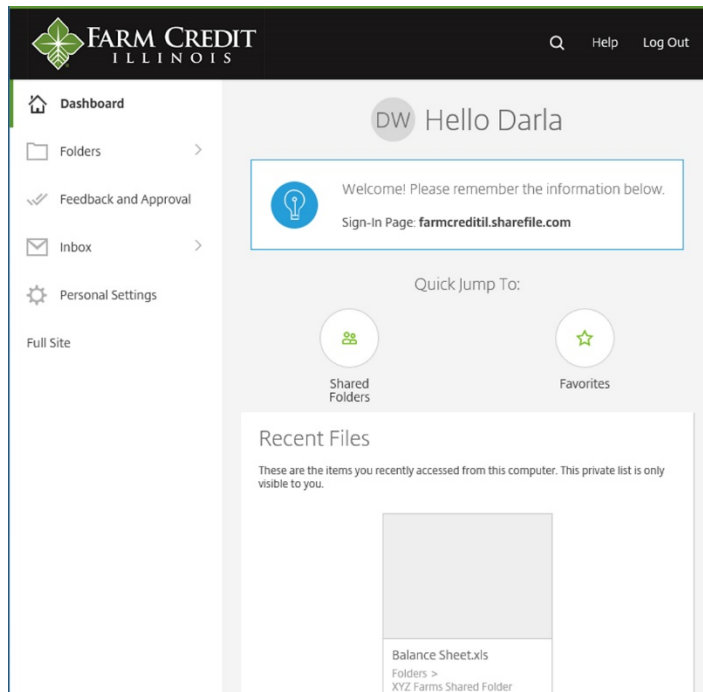 FARM CREDIT
ILLINOIS
Help
Log Out
Dashboard
Folders
Feedback and Approval
Inbox
Personal Settings
Full Site
DW
Hello Darla
Welcome! Please remember the information below.
Sign-In Page: farmcreditil.sharefile.com
Quick Jump To:
Shared
Folders
Favorites
Recent Files
These are the items you recently accessed from this computer. This private list is only
visible to you.
Balance Sheet.xls
Folders >
XYZ Farms Shared Folder